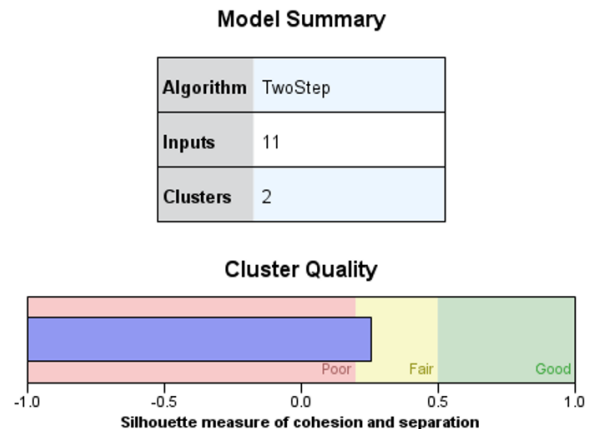 Model Summary
Algorithm TwoStep
Inputs 11
Clusters 2
Cluster Quality
Poor Fair Good
-1.0 -0.5 0.0 0.5 1.0
Silhouette measure of cohesion and separation